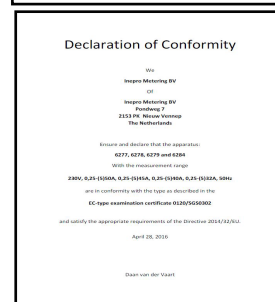 Declaration of Conformity
We
Inepro Metering BV
Of
Inepro Metering BV
Pondweg 7
2153 PK Nieuw Vennep
The Netherlands
Ensure and declare that the apparatus:
6277, 6278, 6279 and 6284
With the measurement range
230V, 0,25-(5)50A, 0,25-(5)45A, 0,25-(5)40A, 0,25-(5)32A, 50Hz
are in conformity with the type as described in the
EC-type examination certificate 0120/SGS0302
and satisfy the appropriate requirements of the Directive 2014/32/EU.
April 28, 2016
Daan van der Vaart